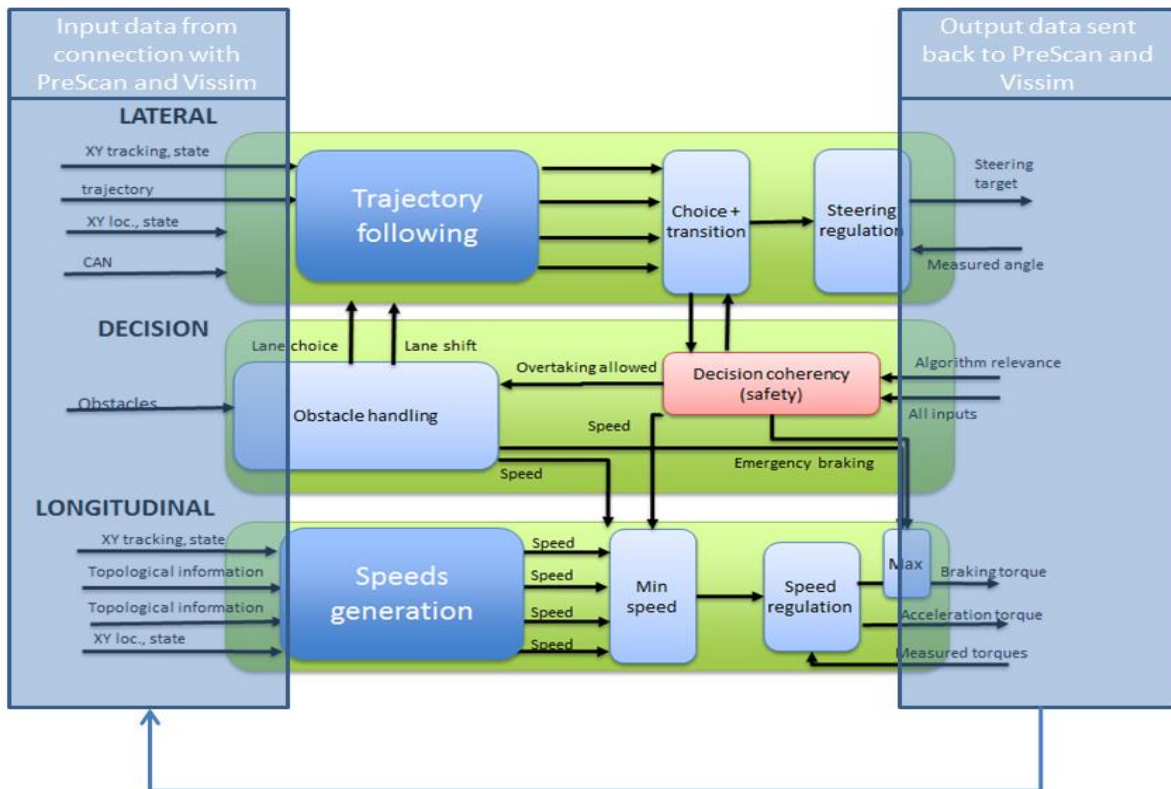 Input data from
connection with
PreScan and Vissim
Output data sent
back to PreScan and
Vissim
LATERAL
XY tracking, state
trajectory
XY loc., state
CAN
Trajectory
following
Choice +
transition
Steering
regulation
Steering
target
Measured angle
DECISION
Lane choice
Lane shift
Obstacles
Obstacle handling
Overtaking allowed
Decision coherency
(safety)
Algorithm relevance
All inputs
Speed
Emergency braking
Speed
LONGITUDINAL
XY tracking, state
Topological information
Topological information
XY loc., state
Speeds
generation
Speed
Speed
Speed
Speed
Min
speed
Speed
regulation
Max
Braking torque
Acceleration torque
Measured torques